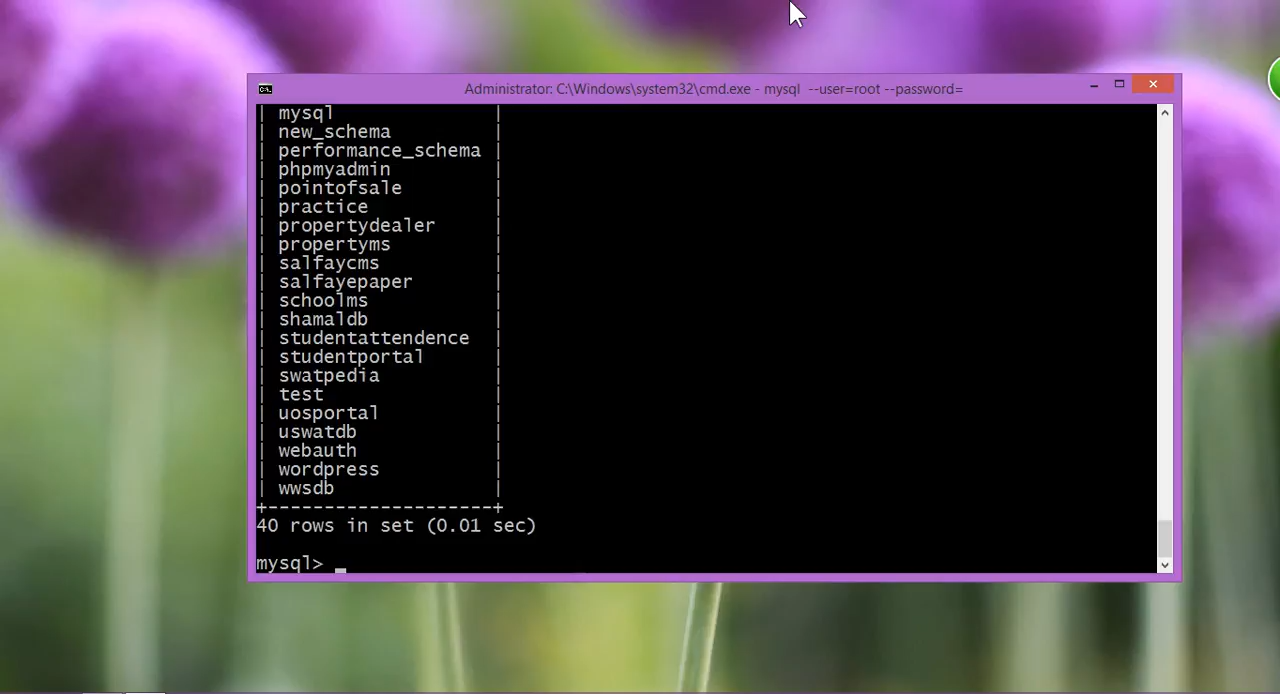 Administrator: C:\Windows\system32\cmd.exe - mysql  --user=root --password=
| mysql              |
| new_schema         |
| performance_schema |
| phpmyadmin         |
| pointofsale        |
| practice           |
| propertydealer     |
| propertyms         |
| salfaycms          |
| salfayepaper       |
| schoolms           |
| shamaldb           |
| studentattendence  |
| studentportal      |
| swatpedia          |
| test               |
| uosportal          |
| uswatdb            |
| webauth            |
| wordpress          |
| wwsdb              |
+--------------------+
40 rows in set (0.01 sec)
mysql> _